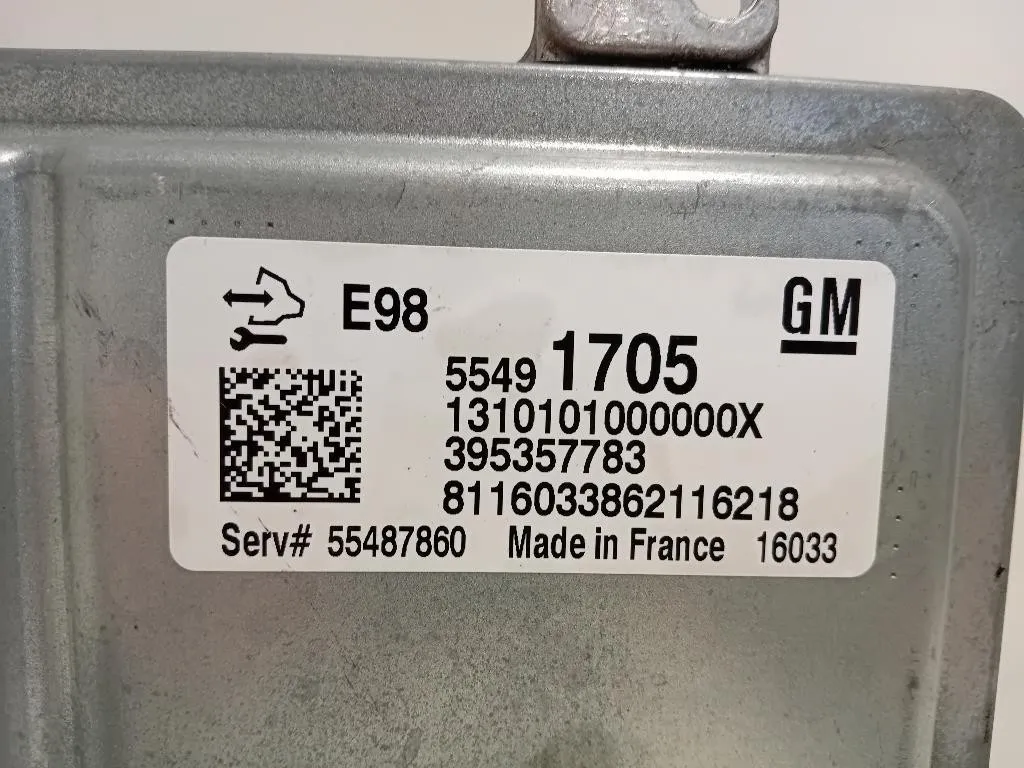 E98
GM
5549 1705
1310101000000X
395357783
8116033862116218
Serv# 55487860 Made in France 16033